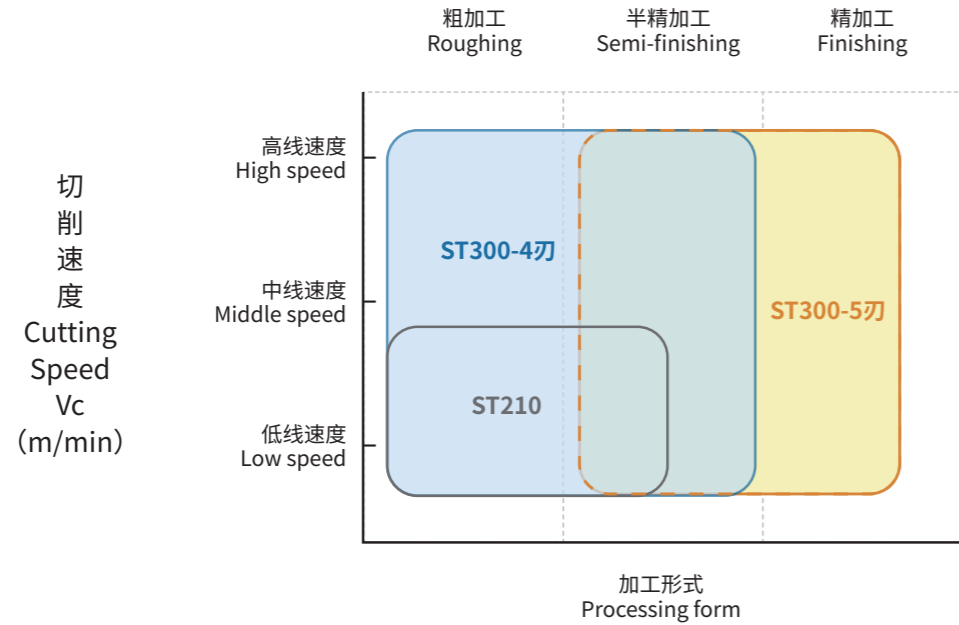 粗加工
Roughing
半精加工
Semi-finishing
精加工
Finishing
切
削
速
度
Cutting
Speed
Vc
（m/min）
高线速度
High speed
中线速度
Middle speed
低线速度
Low speed
ST300-4刃
ST300-5刃
ST210
加工形式
Processing form